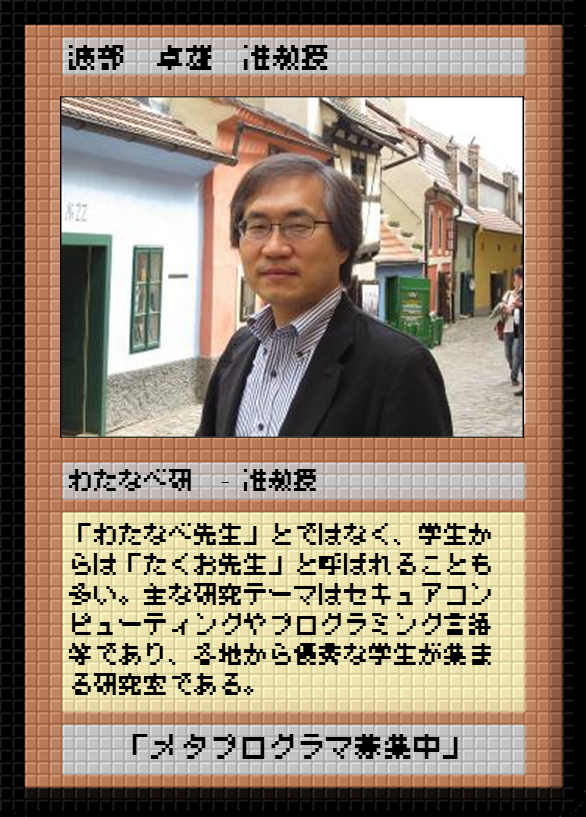 渡部 卓雄 准教授
№22
わたなべ研 - 准教授
「わたなべ先生」とではなく、学生か
らは「たくお先生」と呼ばれることも
多い。主な研究テーマはセキュアコン
ピューティングやプログラミング言語
等であり、各地から優秀な学生が集ま
る研究室である。
「メタプログラマ募集中」